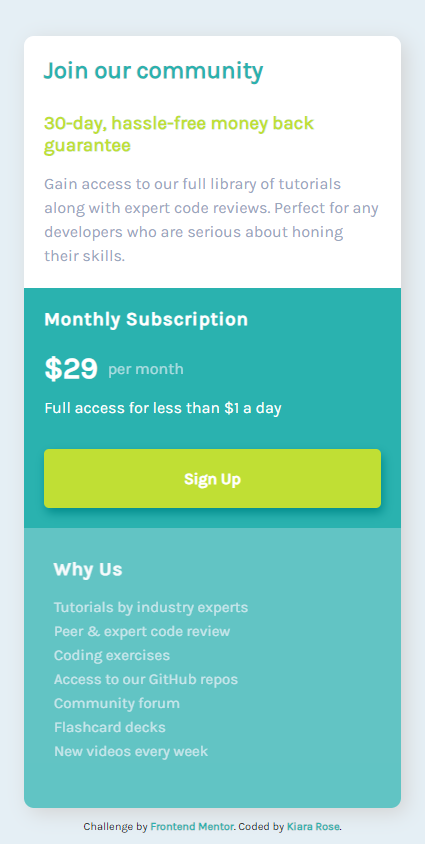 Join our community
30-day, hassle-free money back
guarantee
Gain access to our full library of tutorials
along with expert code reviews. Perfect for any
developers who are serious about honing
their skills.
Monthly Subscription
$29 per month
Full access for less than $1 a day
Sign Up
Why Us
Tutorials by industry experts
Peer & expert code review
Coding exercises
Access to our GitHub repos
Community forum
Flashcard decks
New videos every week
Challenge by Frontend Mentor. Coded by Kiara Rose.